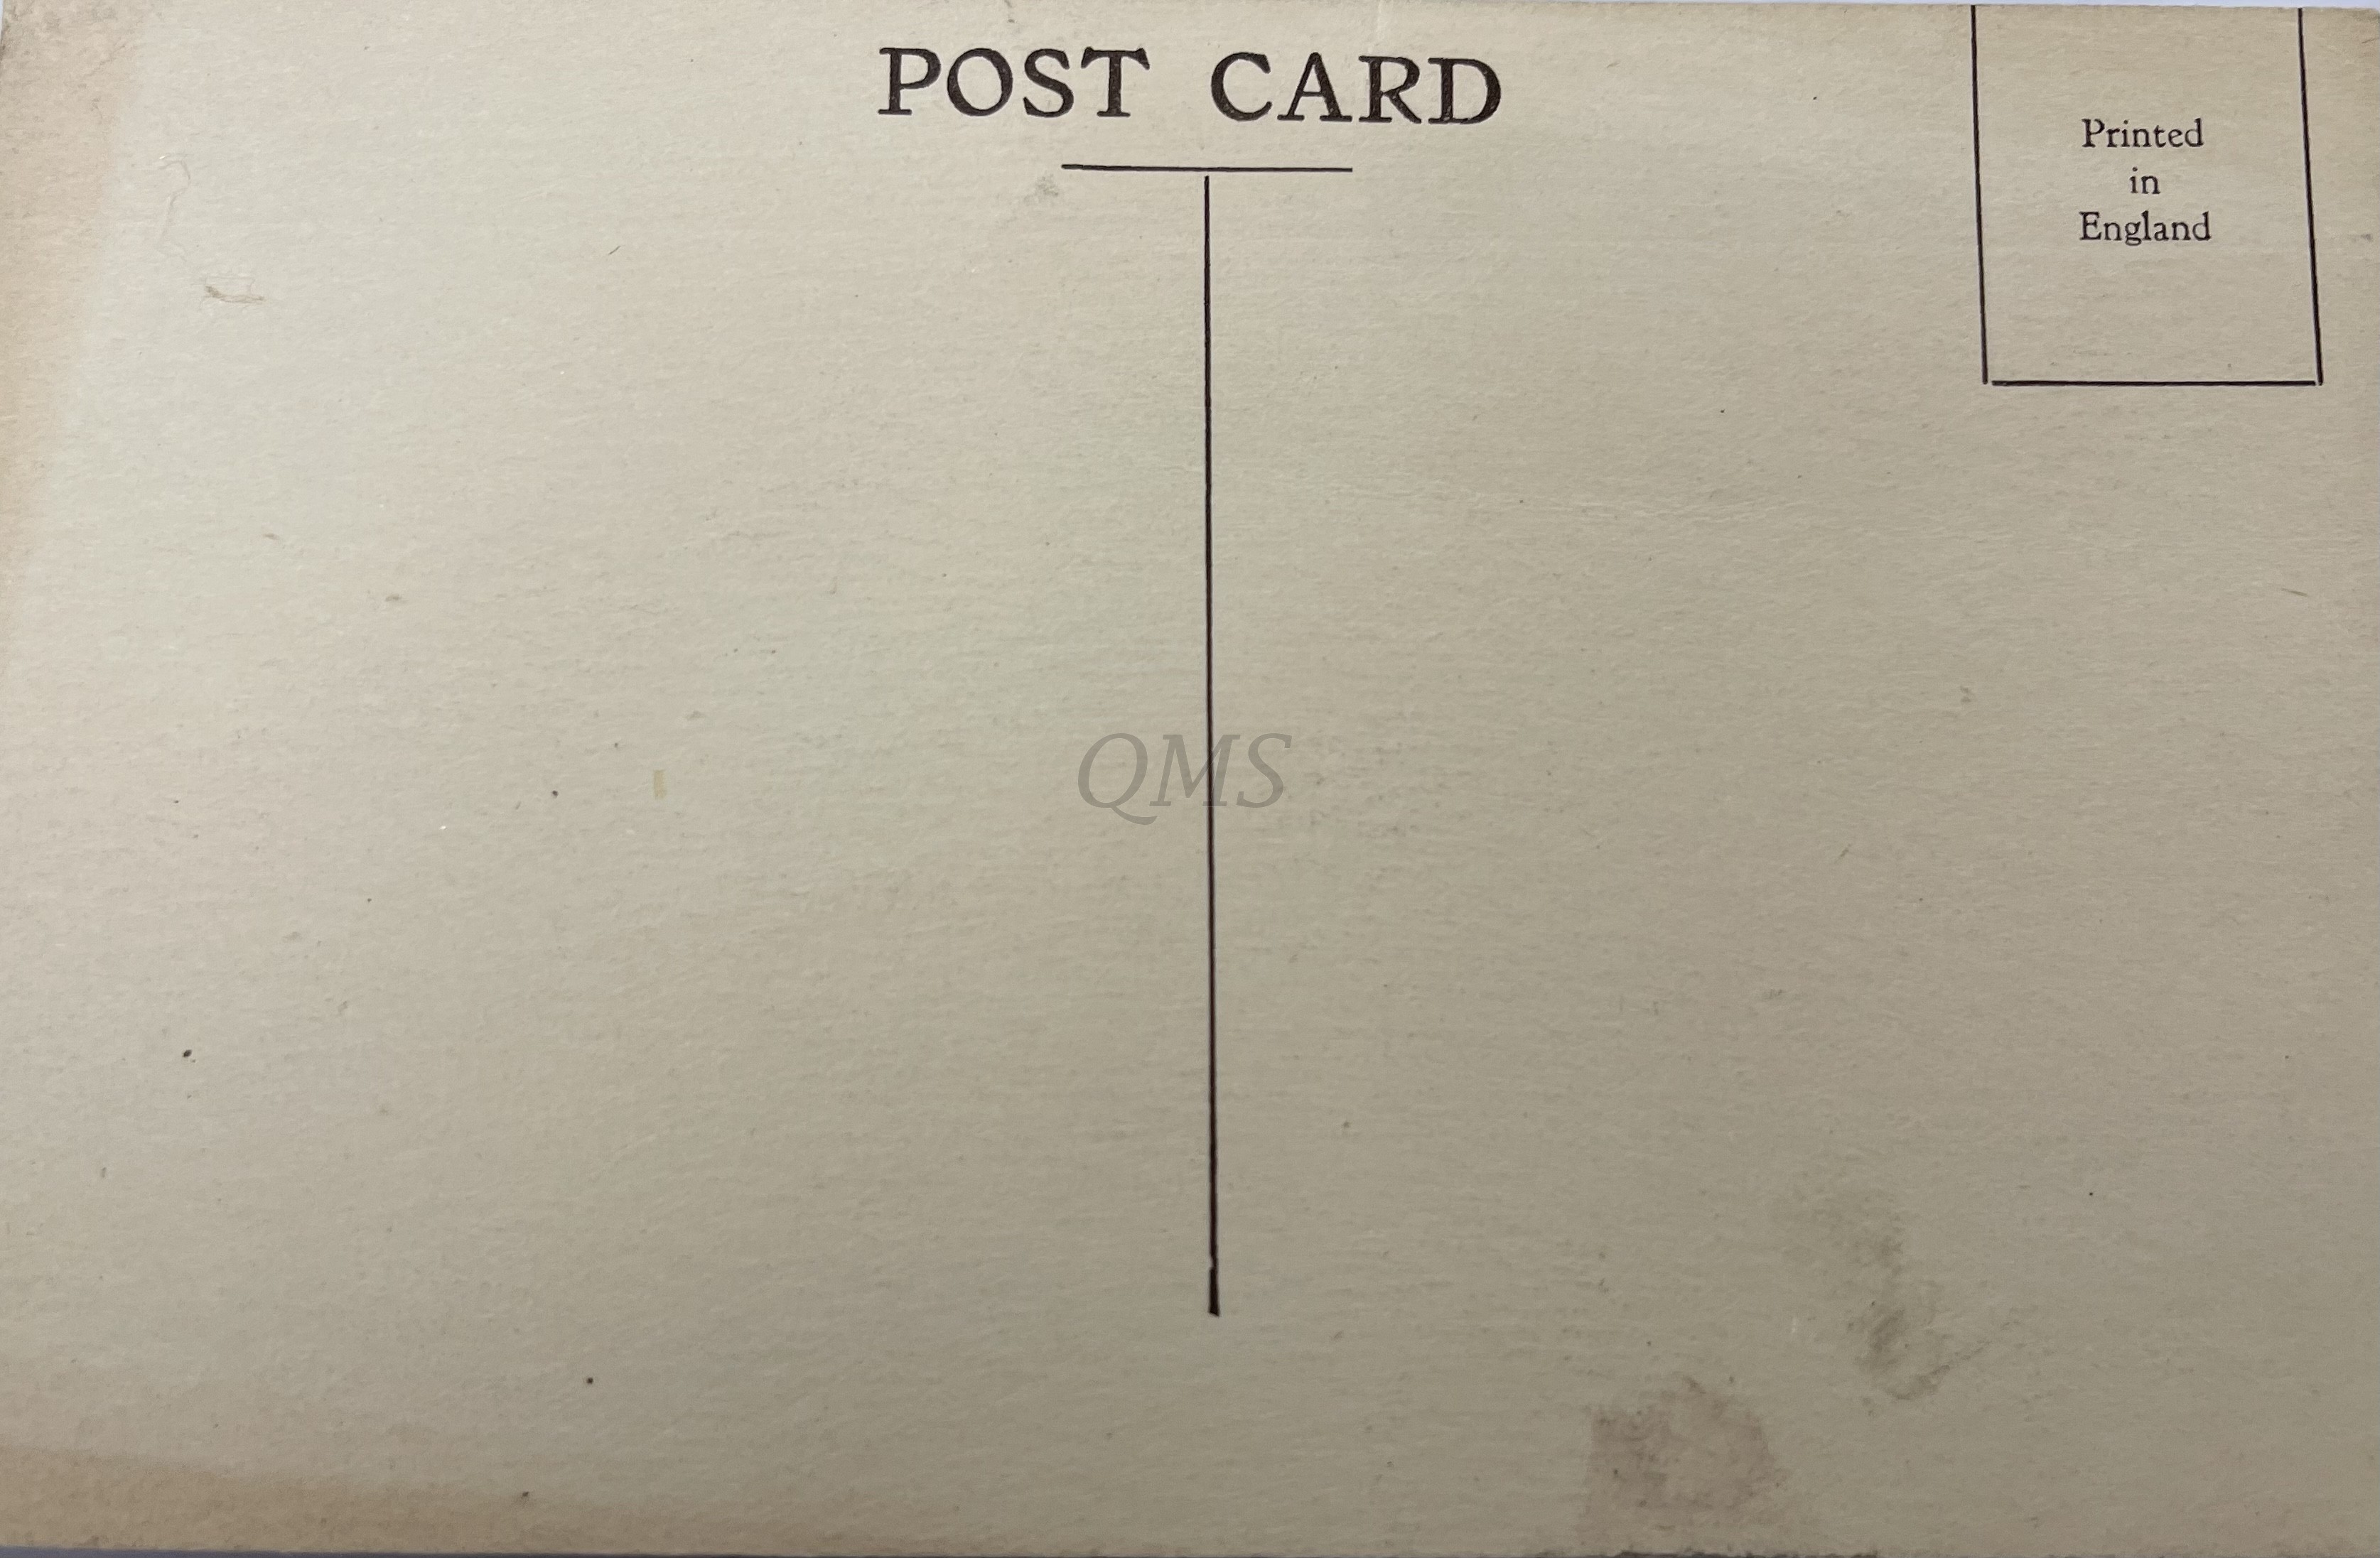 POST CARD
Printed
in
England
QMS